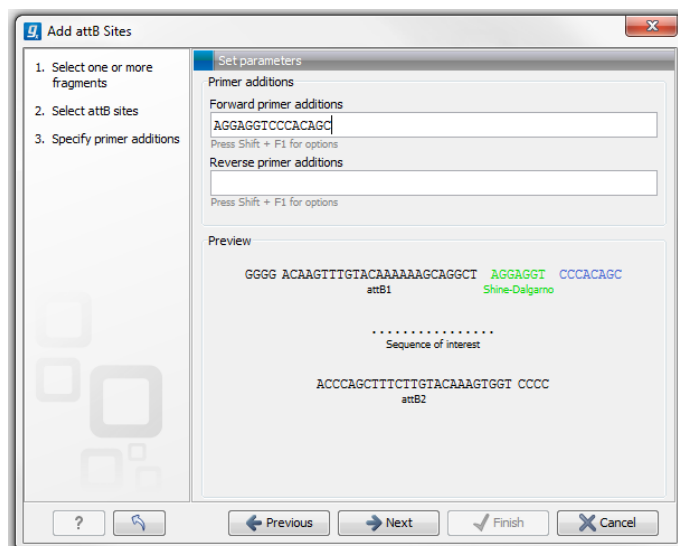 Add attB Sites
1. Select one or more
fragments
2. Select attB sites
3. Specify primer additions
Set parameters
Primer additions
Forward primer additions
AGGAGGTCCCACAGC
Press Shift + F1 for options
Reverse primer additions
Press Shift + F1 for options
Preview
GGGG ACAAGTTTGTACAAAAAAGCAGGCT AGGAGGT CCCACAGC
attB1 Shine-Dalgarno
................
Sequence of interest
ACCCAGCTTTCTTGTACAAAGTGGT CCCC
attB2
? Previous Next Finish Cancel